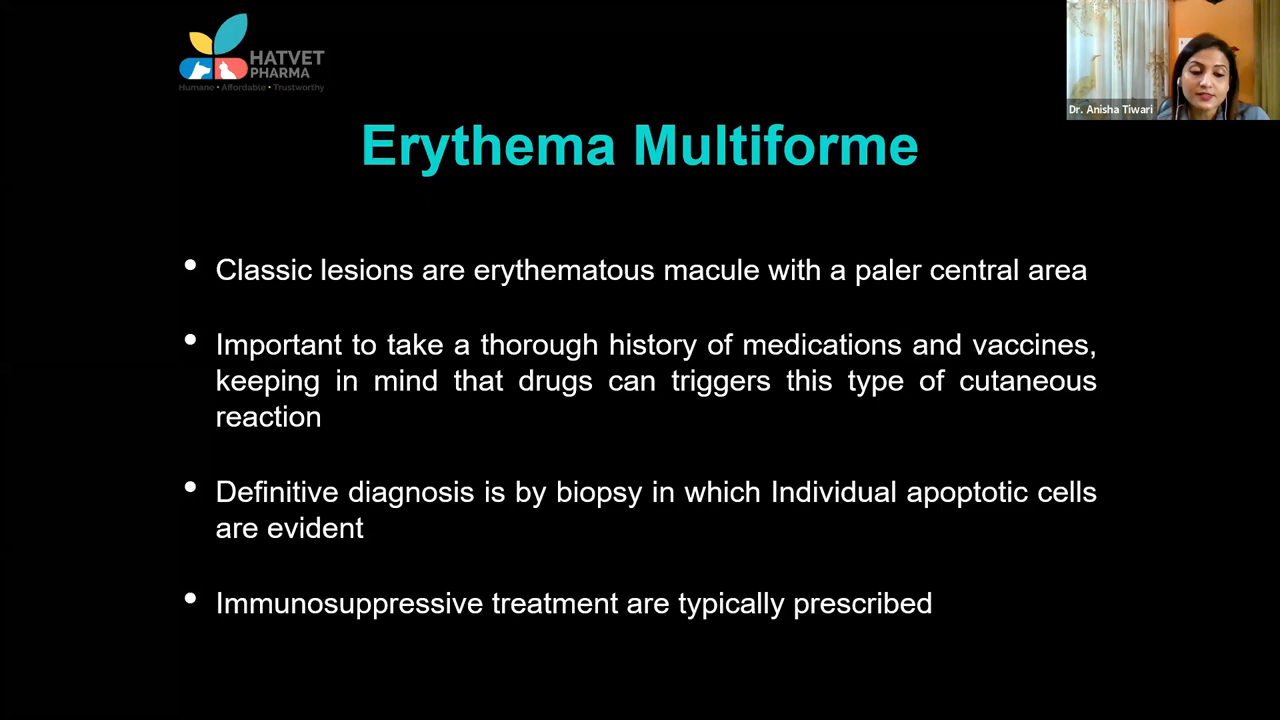 HATVET
PHARMA
Humane • Affordable • Trustworthy
Dr. Anisha Tiwari
Erythema Multiforme
• Classic lesions are erythematous macule with a paler central area
• Important to take a thorough history of medications and vaccines,
keeping in mind that drugs can triggers this type of cutaneous
reaction
• Definitive diagnosis is by biopsy in which Individual apoptotic cells
are evident
• Immunosuppressive treatment are typically prescribed